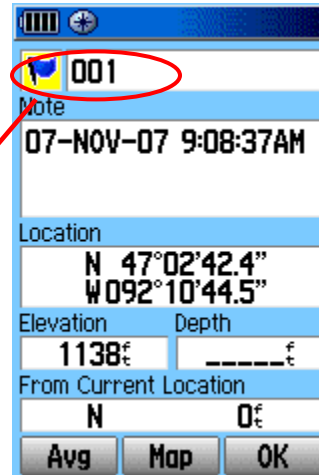 001
Note
07-NOV-07 9:08:37AM
Location
N 47°02'42.4"
W092°10'44.5"
Elevation Depth
1138ft _____ft
From Current Location
N 0ft
Avg Map OK